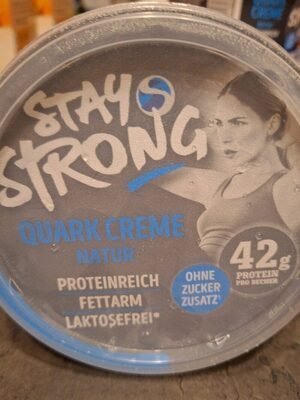 STAY
STRONG
QUARK CREME
NATUR
PROTEINREICH
FETTARM
LAKTOSEFREI*
OHNE
ZUCKER
ZUSATZ
42g
PROTEIN
PRO BECHER